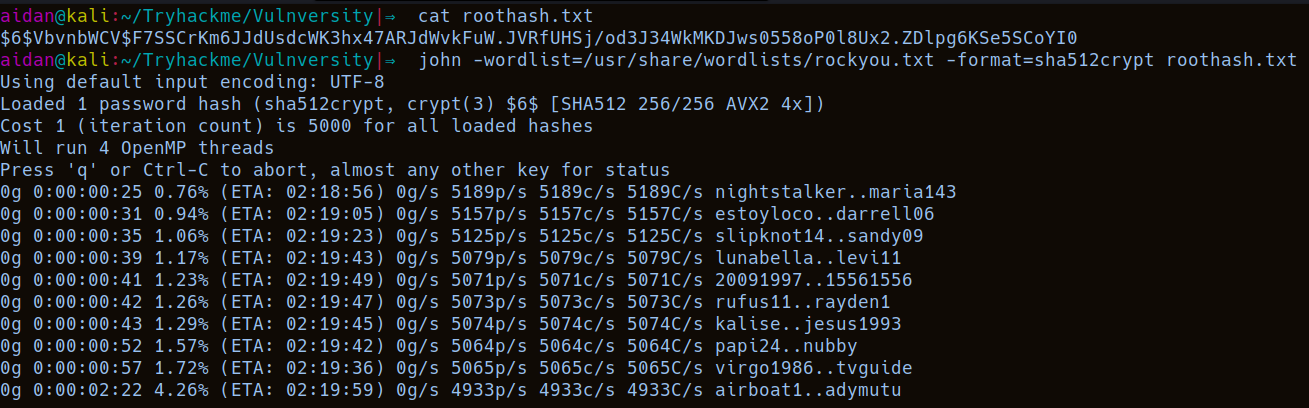 aidan@kali:~/Tryhackme/Vulnversity|⇒  cat roothash.txt
$6$VbvnbWCV$F7SSCrKm6JJdUsdcWK3hx47ARJdWvkFuW.JVRfUHSj/od3J34WkMKDJws0558oP0l8Ux2.ZDlpg6KSe5SCoYI0
aidan@kali:~/Tryhackme/Vulnversity|⇒  john -wordlist=/usr/share/wordlists/rockyou.txt -format=sha512crypt roothash.txt
Using default input encoding: UTF-8
Loaded 1 password hash (sha512crypt, crypt(3) $6$ [SHA512 256/256 AVX2 4x])
Cost 1 (iteration count) is 5000 for all loaded hashes
Will run 4 OpenMP threads
Press 'q' or Ctrl-C to abort, almost any other key for status
0g 0:00:00:25 0.76% (ETA: 02:18:56) 0g/s 5189p/s 5189c/s 5189C/s nightstalker..maria143
0g 0:00:00:31 0.94% (ETA: 02:19:05) 0g/s 5157p/s 5157c/s 5157C/s estoyloco..darrell06
0g 0:00:00:35 1.06% (ETA: 02:19:23) 0g/s 5125p/s 5125c/s 5125C/s slipknot14..sandy09
0g 0:00:00:39 1.17% (ETA: 02:19:43) 0g/s 5079p/s 5079c/s 5079C/s lunabella..levi11
0g 0:00:00:41 1.23% (ETA: 02:19:49) 0g/s 5071p/s 5071c/s 5071C/s 20091997..15561556
0g 0:00:00:42 1.26% (ETA: 02:19:47) 0g/s 5073p/s 5073c/s 5073C/s rufus11..rayden1
0g 0:00:00:43 1.29% (ETA: 02:19:45) 0g/s 5074p/s 5074c/s 5074C/s kalise..jesus1993
0g 0:00:00:52 1.57% (ETA: 02:19:42) 0g/s 5064p/s 5064c/s 5064C/s papi24..nubby
0g 0:00:00:57 1.72% (ETA: 02:19:36) 0g/s 5065p/s 5065c/s 5065C/s virgo1986..tvguide
0g 0:00:02:22 4.26% (ETA: 02:19:59) 0g/s 4933p/s 4933c/s 4933C/s airboat1..adymutu